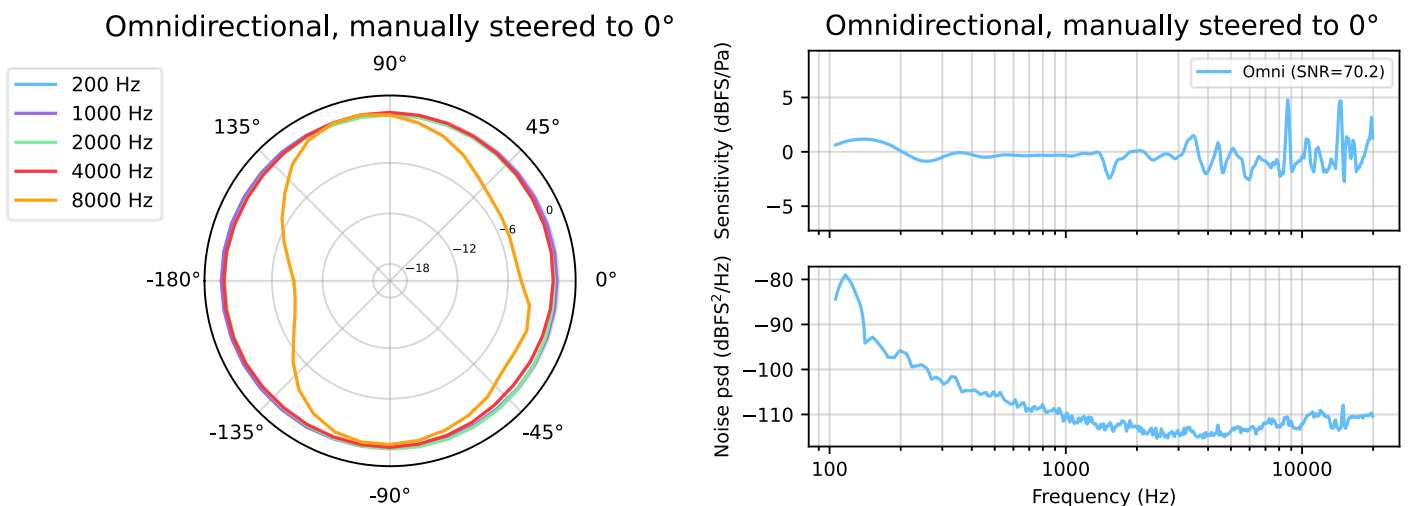 Omnidirectional, manually steered to 0°
200 Hz
1000 Hz
2000 Hz
4000 Hz
8000 Hz
90°
135°
45°
-180°
0°
-135°
-45°
-90°
0
−6
−12
−18
Omnidirectional, manually steered to 0°
Sensitivity (dBFS/Pa)
5
0
−5
Omni (SNR=70.2)
Noise psd (dBFS²/Hz)
−80
−90
−100
−110
100
1000
10000
Frequency (Hz)